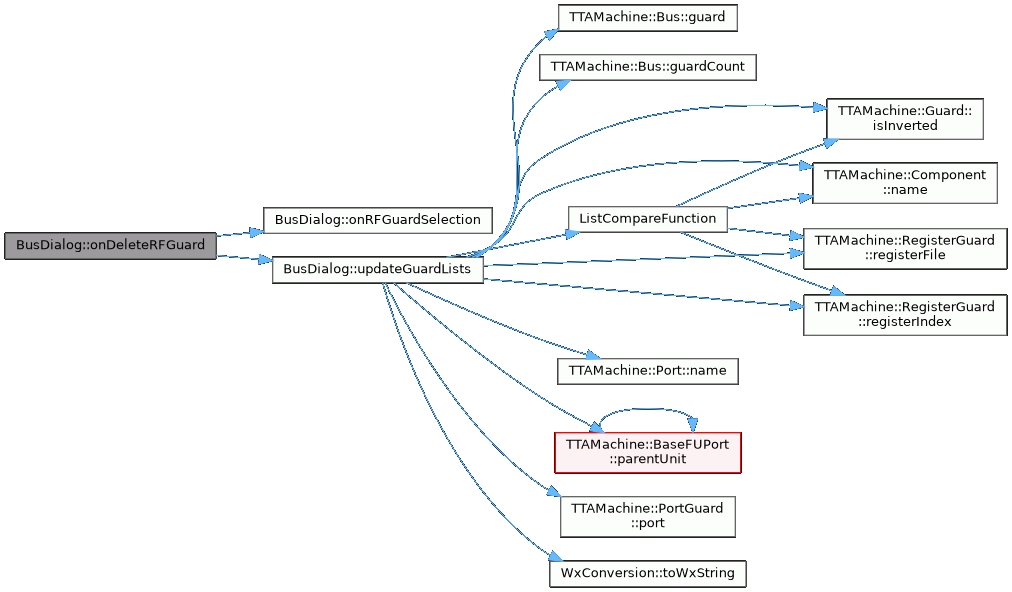 TTAMachine::Bus::guard
TTAMachine::Bus::guardCount
TTAMachine::Guard::
isInverted
TTAMachine::Component
::name
BusDialog::onRFGuardSelection
ListCompareFunction
BusDialog::onDeleteRFGuard
TTAMachine::RegisterGuard
::registerFile
BusDialog::updateGuardLists
TTAMachine::RegisterGuard
::registerIndex
TTAMachine::Port::name
TTAMachine::BaseFUPort
::parentUnit
TTAMachine::PortGuard
::port
WxConversion::toWxString